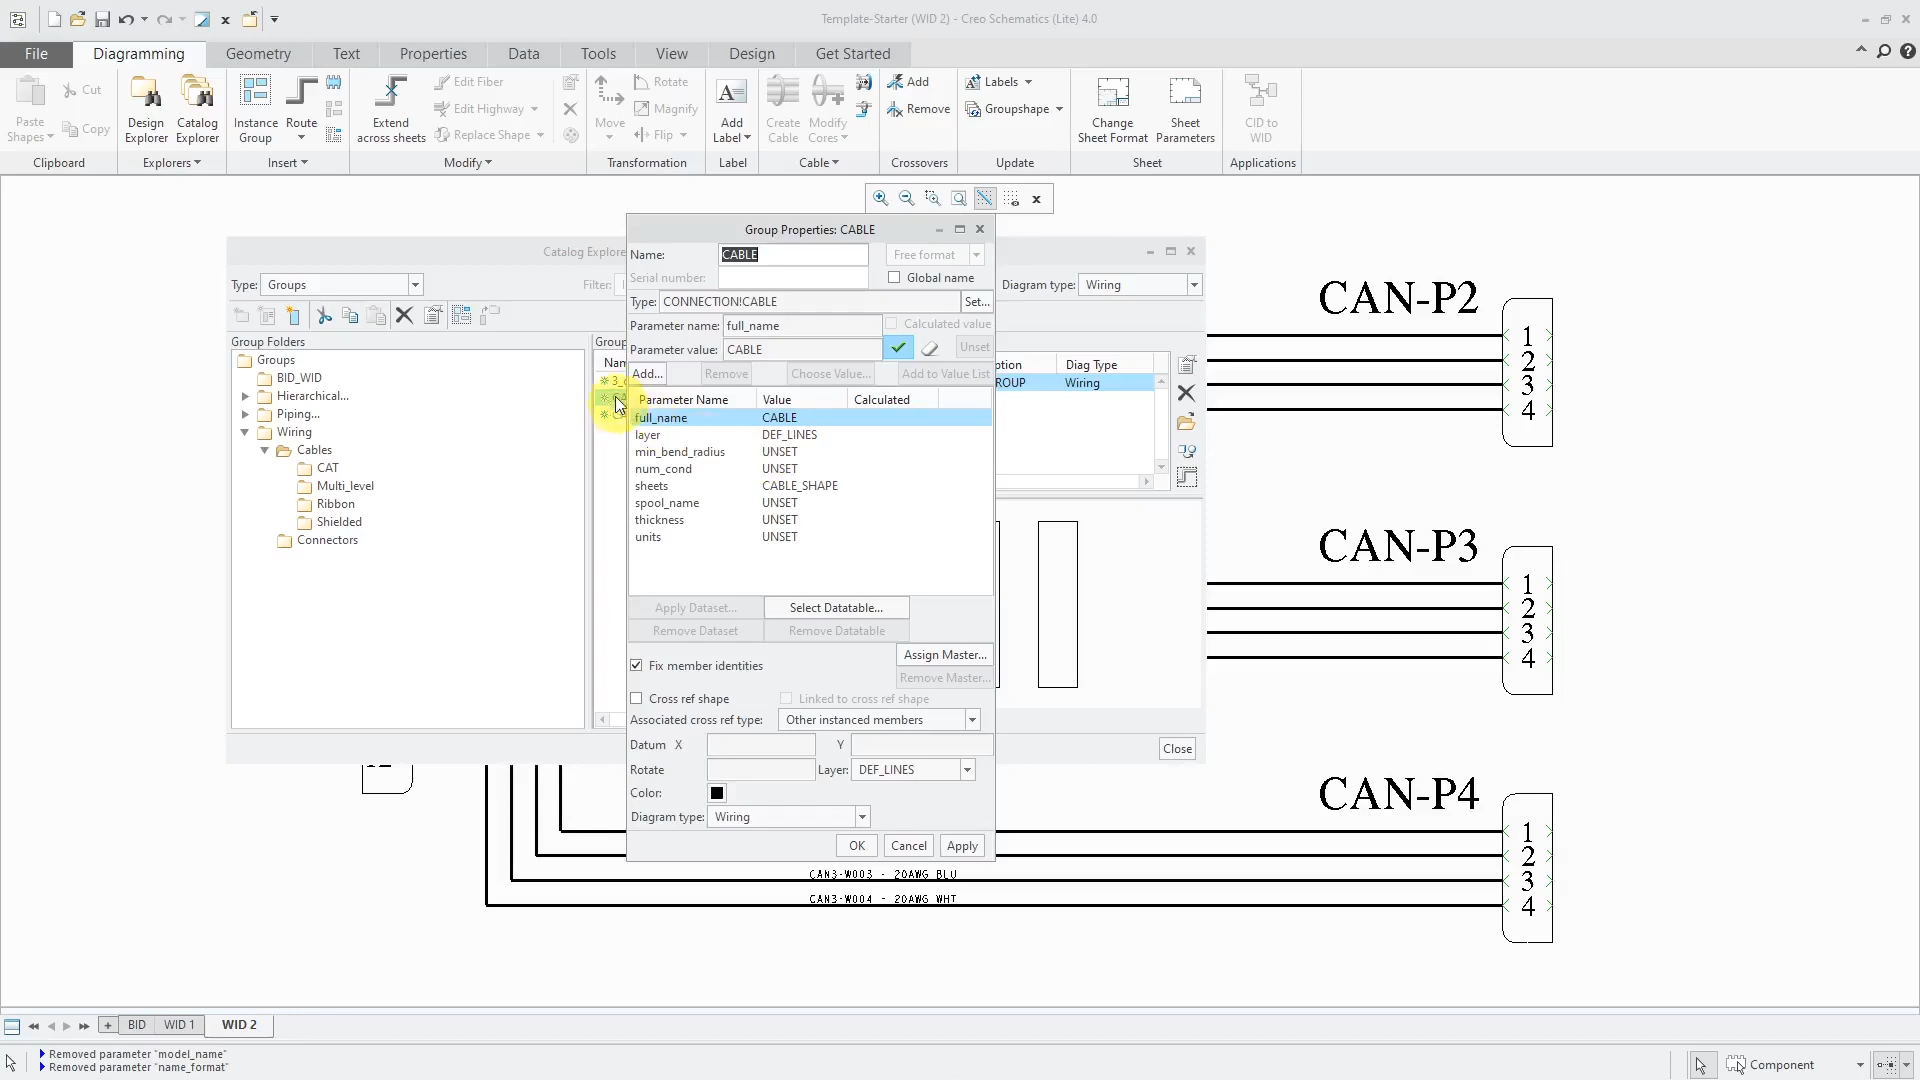 Template-Starter (WID 2) - Creo Schematics (Lite) 4.0
File Diagramming Geometry Text Properties Data Tools View Design Get Started
Paste Shapes
Cut
Copy
Clipboard
Design Explorer
Catalog Explorer
Explorers
Instance Group
Route
Insert
Extend across sheets
Edit Fiber
Edit Highway
Replace Shape
Modify
Move
Rotate
Magnify
Flip
Transformation
Add Label
Label
Create Cable
Modify Cores
Cable
Add
Remove
Crossovers
Labels
Groupshape
Update
Change Sheet Format
Sheet Parameters
Sheet
CID to WID
Applications
Catalog Explore
Type: Groups
Filter:
Diagram type: Wiring
Group Folders
Groups
BID_WID
Hierarchical...
Piping...
Wiring
Cables
CAT
Multi_level
Ribbon
Shielded
Connectors
Group
Diag Type
ROUP Wiring
Close
Group Properties: CABLE
Name: CABLE Free format
Serial number: Global name
Type: CONNECTION!CABLE Set...
Parameter name: full_name Calculated value
Parameter value: CABLE Unset
Add... Remove Choose Value... Add to Value List
Parameter Name Value Calculated
full_name CABLE
layer DEF_LINES
min_bend_radius UNSET
num_cond UNSET
sheets CABLE_SHAPE
spool_name UNSET
thickness UNSET
units UNSET
Apply Dataset... Select Datatable...
Remove Dataset Remove Datatable
Assign Master...
Fix member identities
Remove Master...
Cross ref shape Linked to cross ref shape
Associated cross ref type: Other instanced members
Datum X Y
Rotate Layer: DEF_LINES
Color:
Diagram type: Wiring
OK Cancel Apply
CAN-P2
1
2
3
4
CAN-P3
1
2
3
4
CAN-P4
1
2
3
4
CAN3-W003 - 20AWG BLU
CAN3-W004 - 20AWG WHT
BID WID 1 WID 2
Removed parameter "model_name"
Removed parameter "name_format"
Component